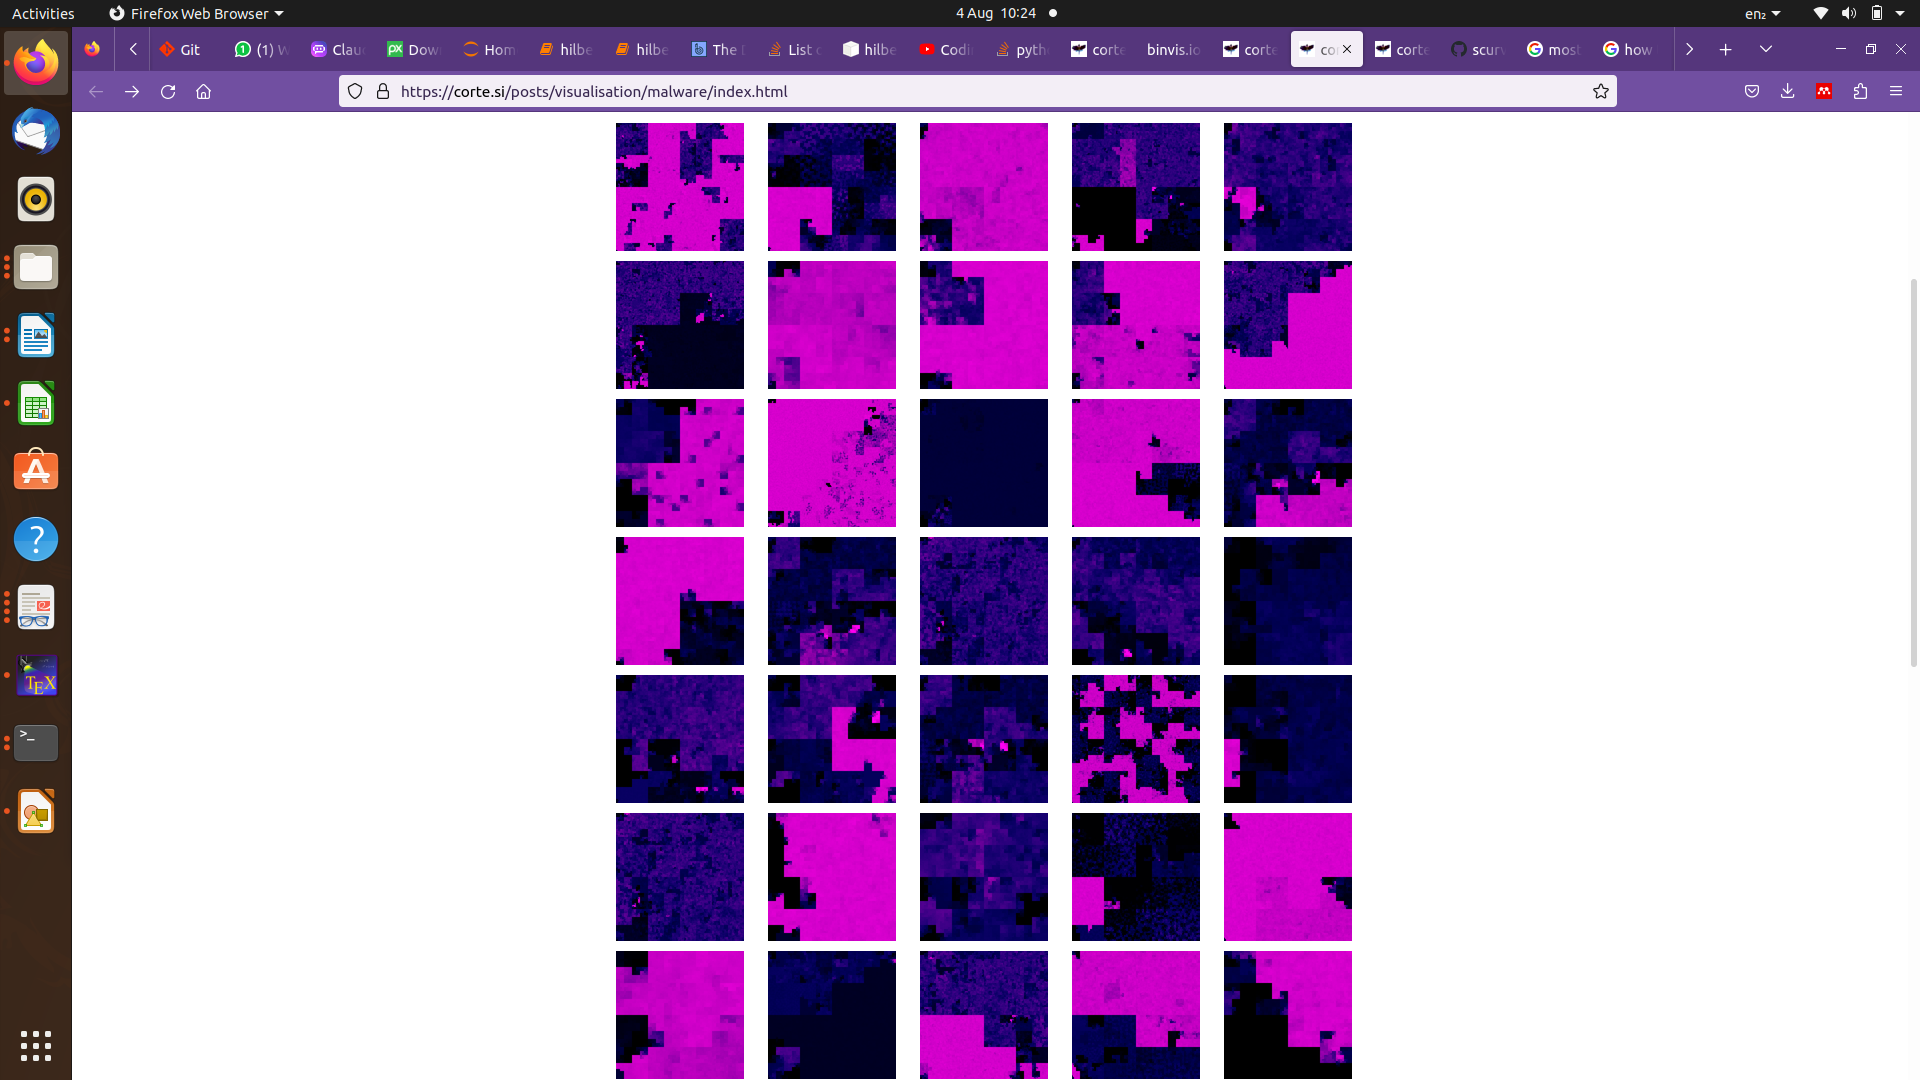 Activities
Firefox Web Browser
4 Aug 10:24
en₂
Git
(1) W
Clau
Dow
Hom
hilbe
hilbe
The D
List o
hilbe
Codi
pyth
corte
binvis.io
corte
co
corte
scurv
most
how
https://corte.si/posts/visualisation/malware/index.html